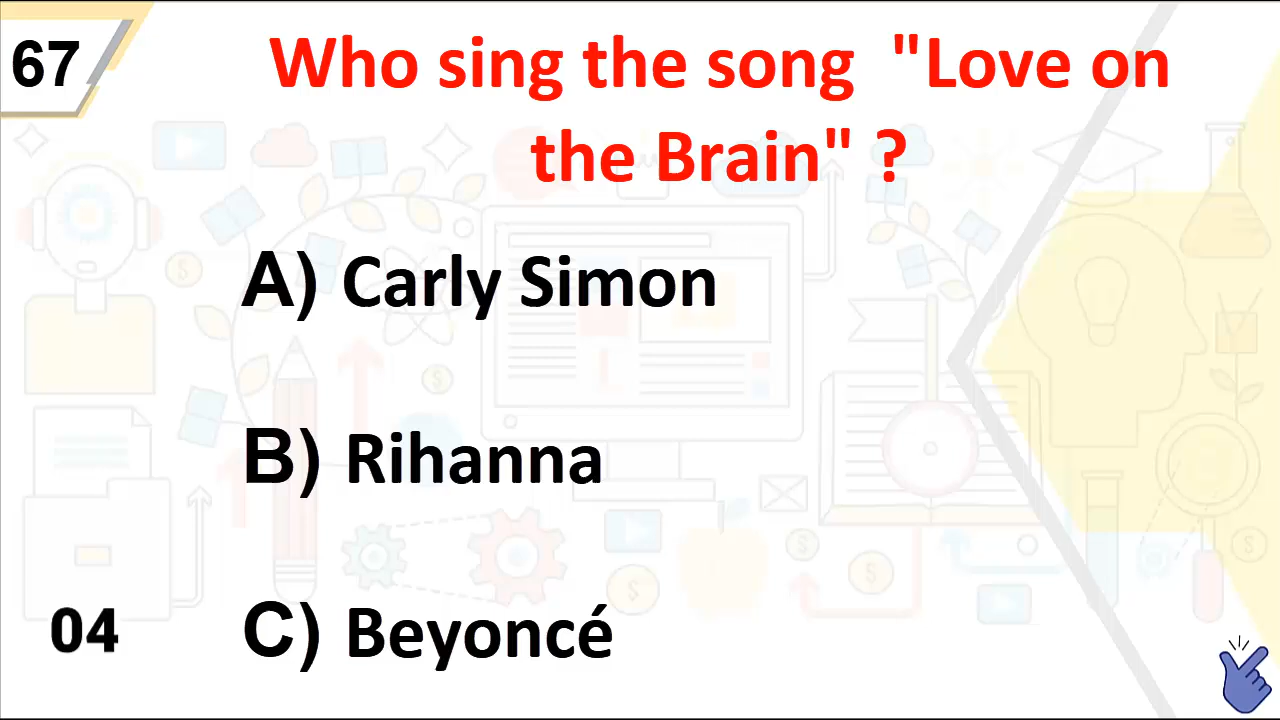 67
Who sing the song "Love on
the Brain" ?
A) Carly Simon
B) Rihanna
C) Beyoncé
04